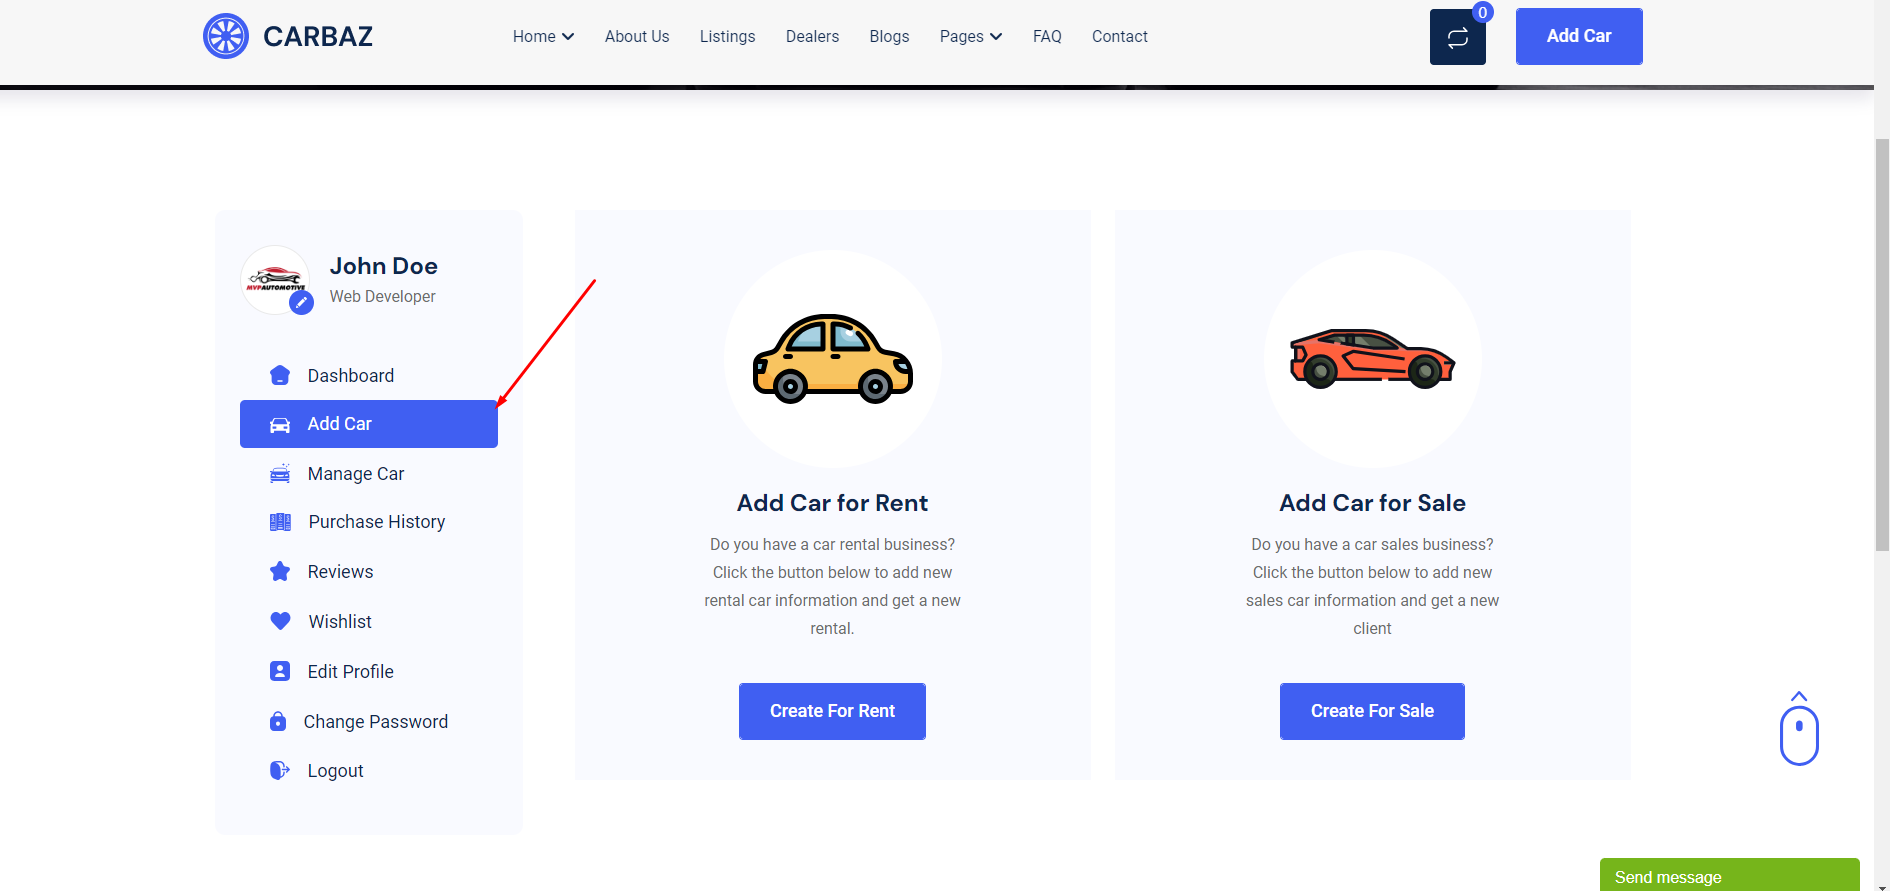 CARBAZ
Home
About Us
Listings
Dealers
Blogs
Pages
FAQ
Contact
0
Add Car
MVPAUTOMOTIVE
John Doe
Web Developer
Dashboard
Add Car
Manage Car
Purchase History
Reviews
Wishlist
Edit Profile
Change Password
Logout
Add Car for Rent
Do you have a car rental business?
Click the button below to add new
rental car information and get a new
rental.
Create For Rent
Add Car for Sale
Do you have a car sales business?
Click the button below to add new
sales car information and get a new
client
Create For Sale
Send message